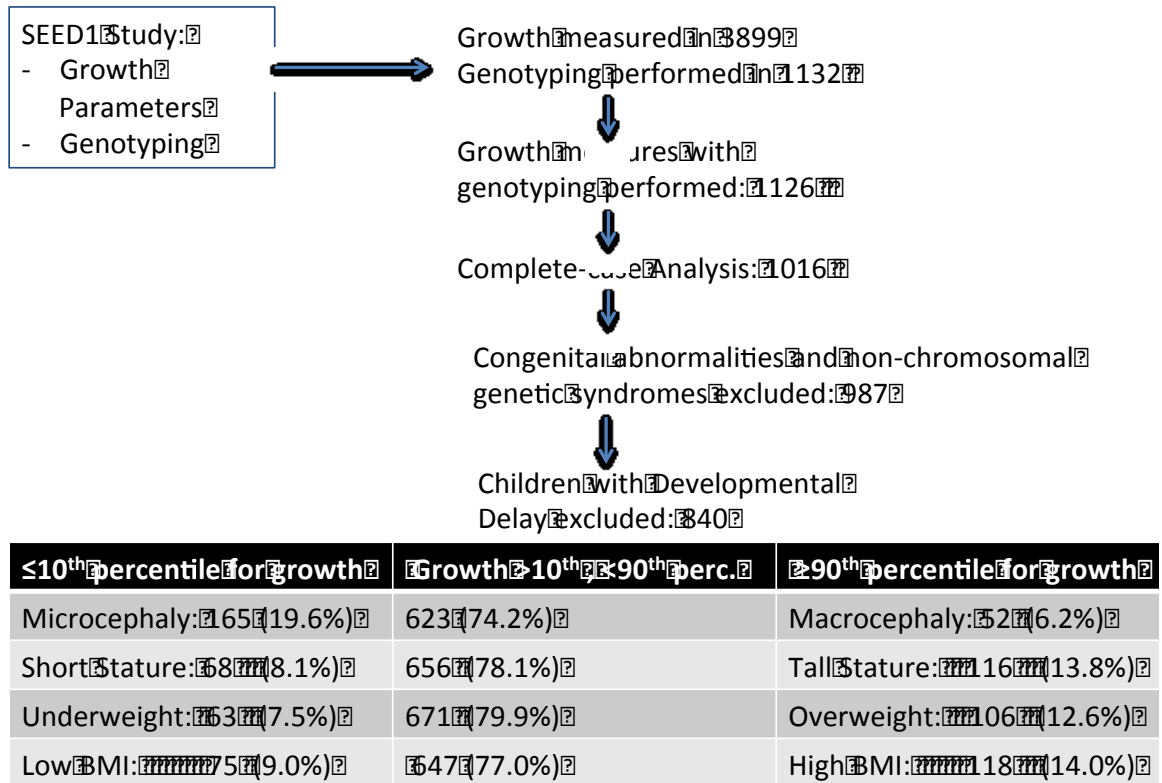 SEED1 Study:
- Growth
Parameters
- Genotyping
Growth measured in 3899
Genotyping performed in 1132
Growth m ures with
genotyping performed: 1126
Complete-case Analysis: 1016
Congenital abnormalities and non-chromosomal
genetic syndromes excluded: 987
Children with Developmental
Delay excluded: 840
≤10th percentile for growth
Growth >10th, <90th perc.
≥90th percentile for growth
Microcephaly: 165 (19.6%)
623 (74.2%)
Macrocephaly: 52 (6.2%)
Short Stature: 68 (8.1%)
656 (78.1%)
Tall Stature: 116 (13.8%)
Underweight: 63 (7.5%)
671 (79.9%)
Overweight: 106 (12.6%)
Low BMI: 75 (9.0%)
647 (77.0%)
High BMI: 118 (14.0%)